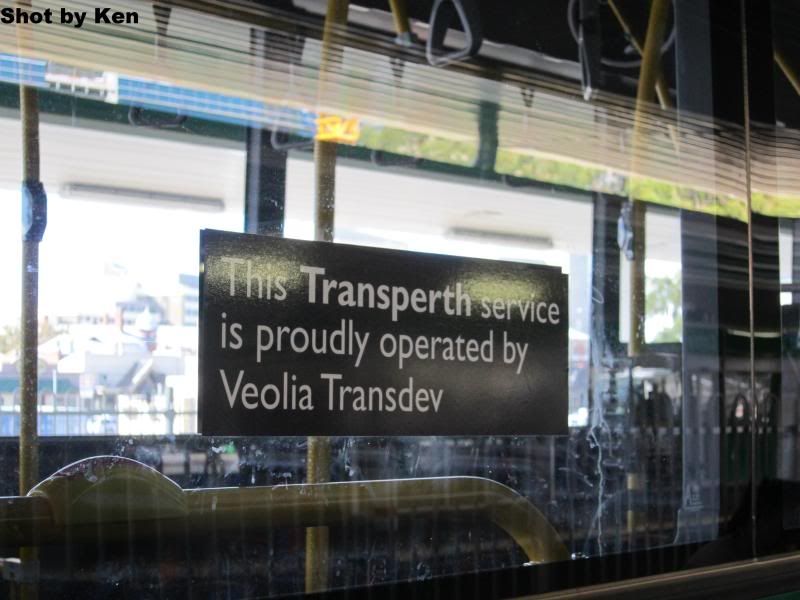 Shot by Ken
This Transperth service
is proudly operated by
Veolia Transdev